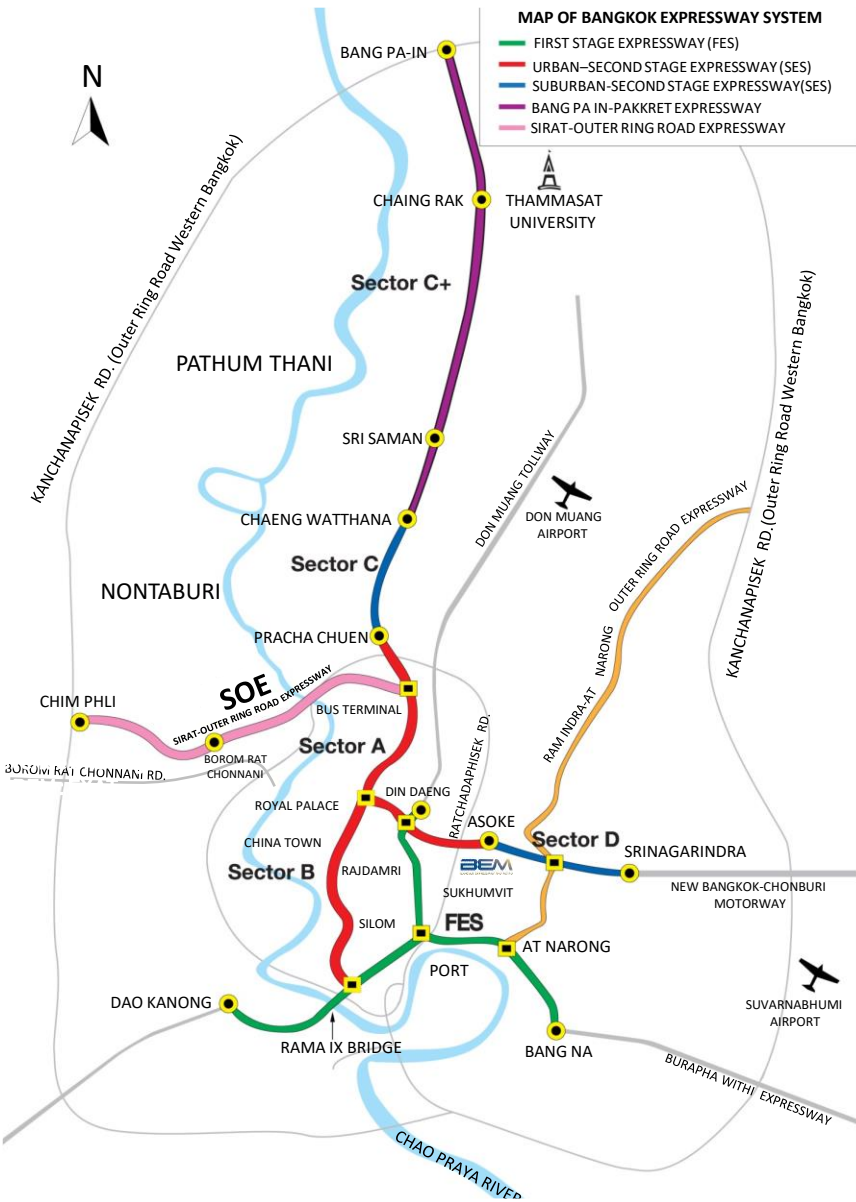 MAP OF BANGKOK EXPRESSWAY SYSTEM
FIRST STAGE EXPRESSWAY (FES)
URBAN–SECOND STAGE EXPRESSWAY (SES)
SUBURBAN-SECOND STAGE EXPRESSWAY(SES)
BANG PA IN-PAKKRET EXPRESSWAY
SIRAT-OUTER RING ROAD EXPRESSWAY
N
BANG PA-IN
CHAING RAK
THAMMASAT
UNIVERSITY
KANCHANAPISEK RD. (Outer Ring Road Western Bangkok)
Sector C+
PATHUM THANI
SRI SAMAN
KANCHANAPISEK RD. (Outer Ring Road Western Bangkok)
DON MUANG TOLLWAY
DON MUANG
AIRPORT
CHAENG WATTHANA
RAM INDRA-AT NARONG OUTER RING ROAD EXPRESSWAY
Sector C
NONTABURI
PRACHA CHUEN
CHIM PHLI
SOE
SIRAT-OUTER RING ROAD EXPRESSWAY
BUS TERMINAL
BOROM RAT
CHONNANI
BOROM RAT CHONNANI RD.
Sector A
RATCHADAPHISEK RD.
DIN DAENG
ROYAL PALACE
ASOKE
Sector D
SRINAGARINDRA
CHINA TOWN
Sector B
RAJDAMRI
BEM
SUKHUMVIT
NEW BANGKOK-CHONBURI
MOTORWAY
SILOM
FES
AT NARONG
PORT
DAO KANONG
SUVARNABHUMI
AIRPORT
RAMA IX BRIDGE
BANG NA
BURAPHA WITHI EXPRESSWAY
CHAO PRAYA RIVER